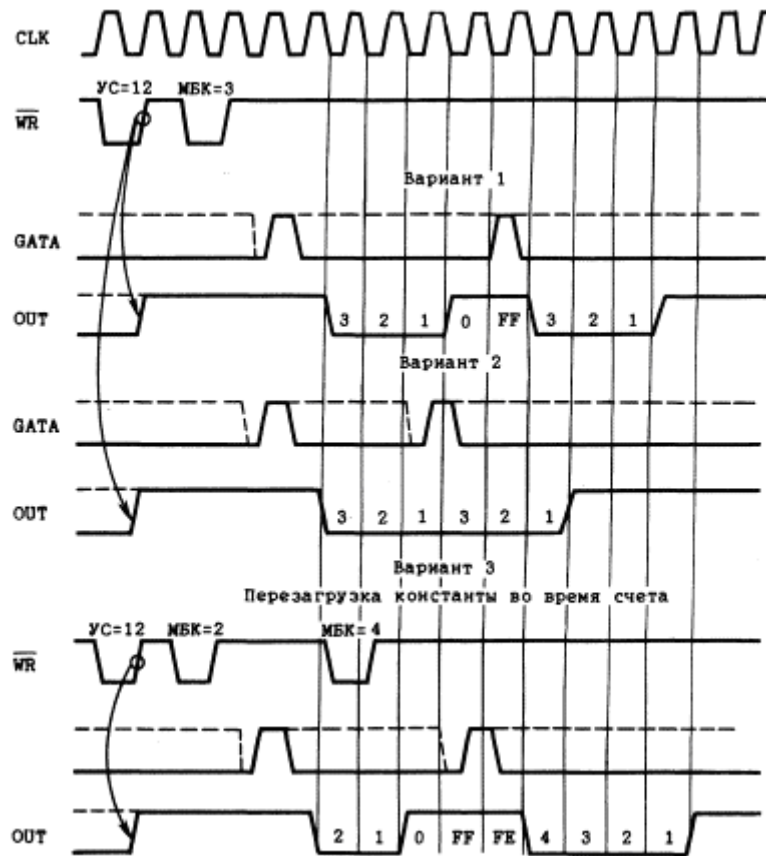 CLK
УС=12 МБК=3
WR
Вариант 1
GATA
OUT 3 2 1 0 FF 3 2 1
Вариант 2
GATA
OUT 3 2 1 3 2 1
Вариант 3
Перезагрузка константы во время счета
УС=12 МБК=2 МБК=4
WR
OUT 2 1 0 FF FE 4 3 2 1